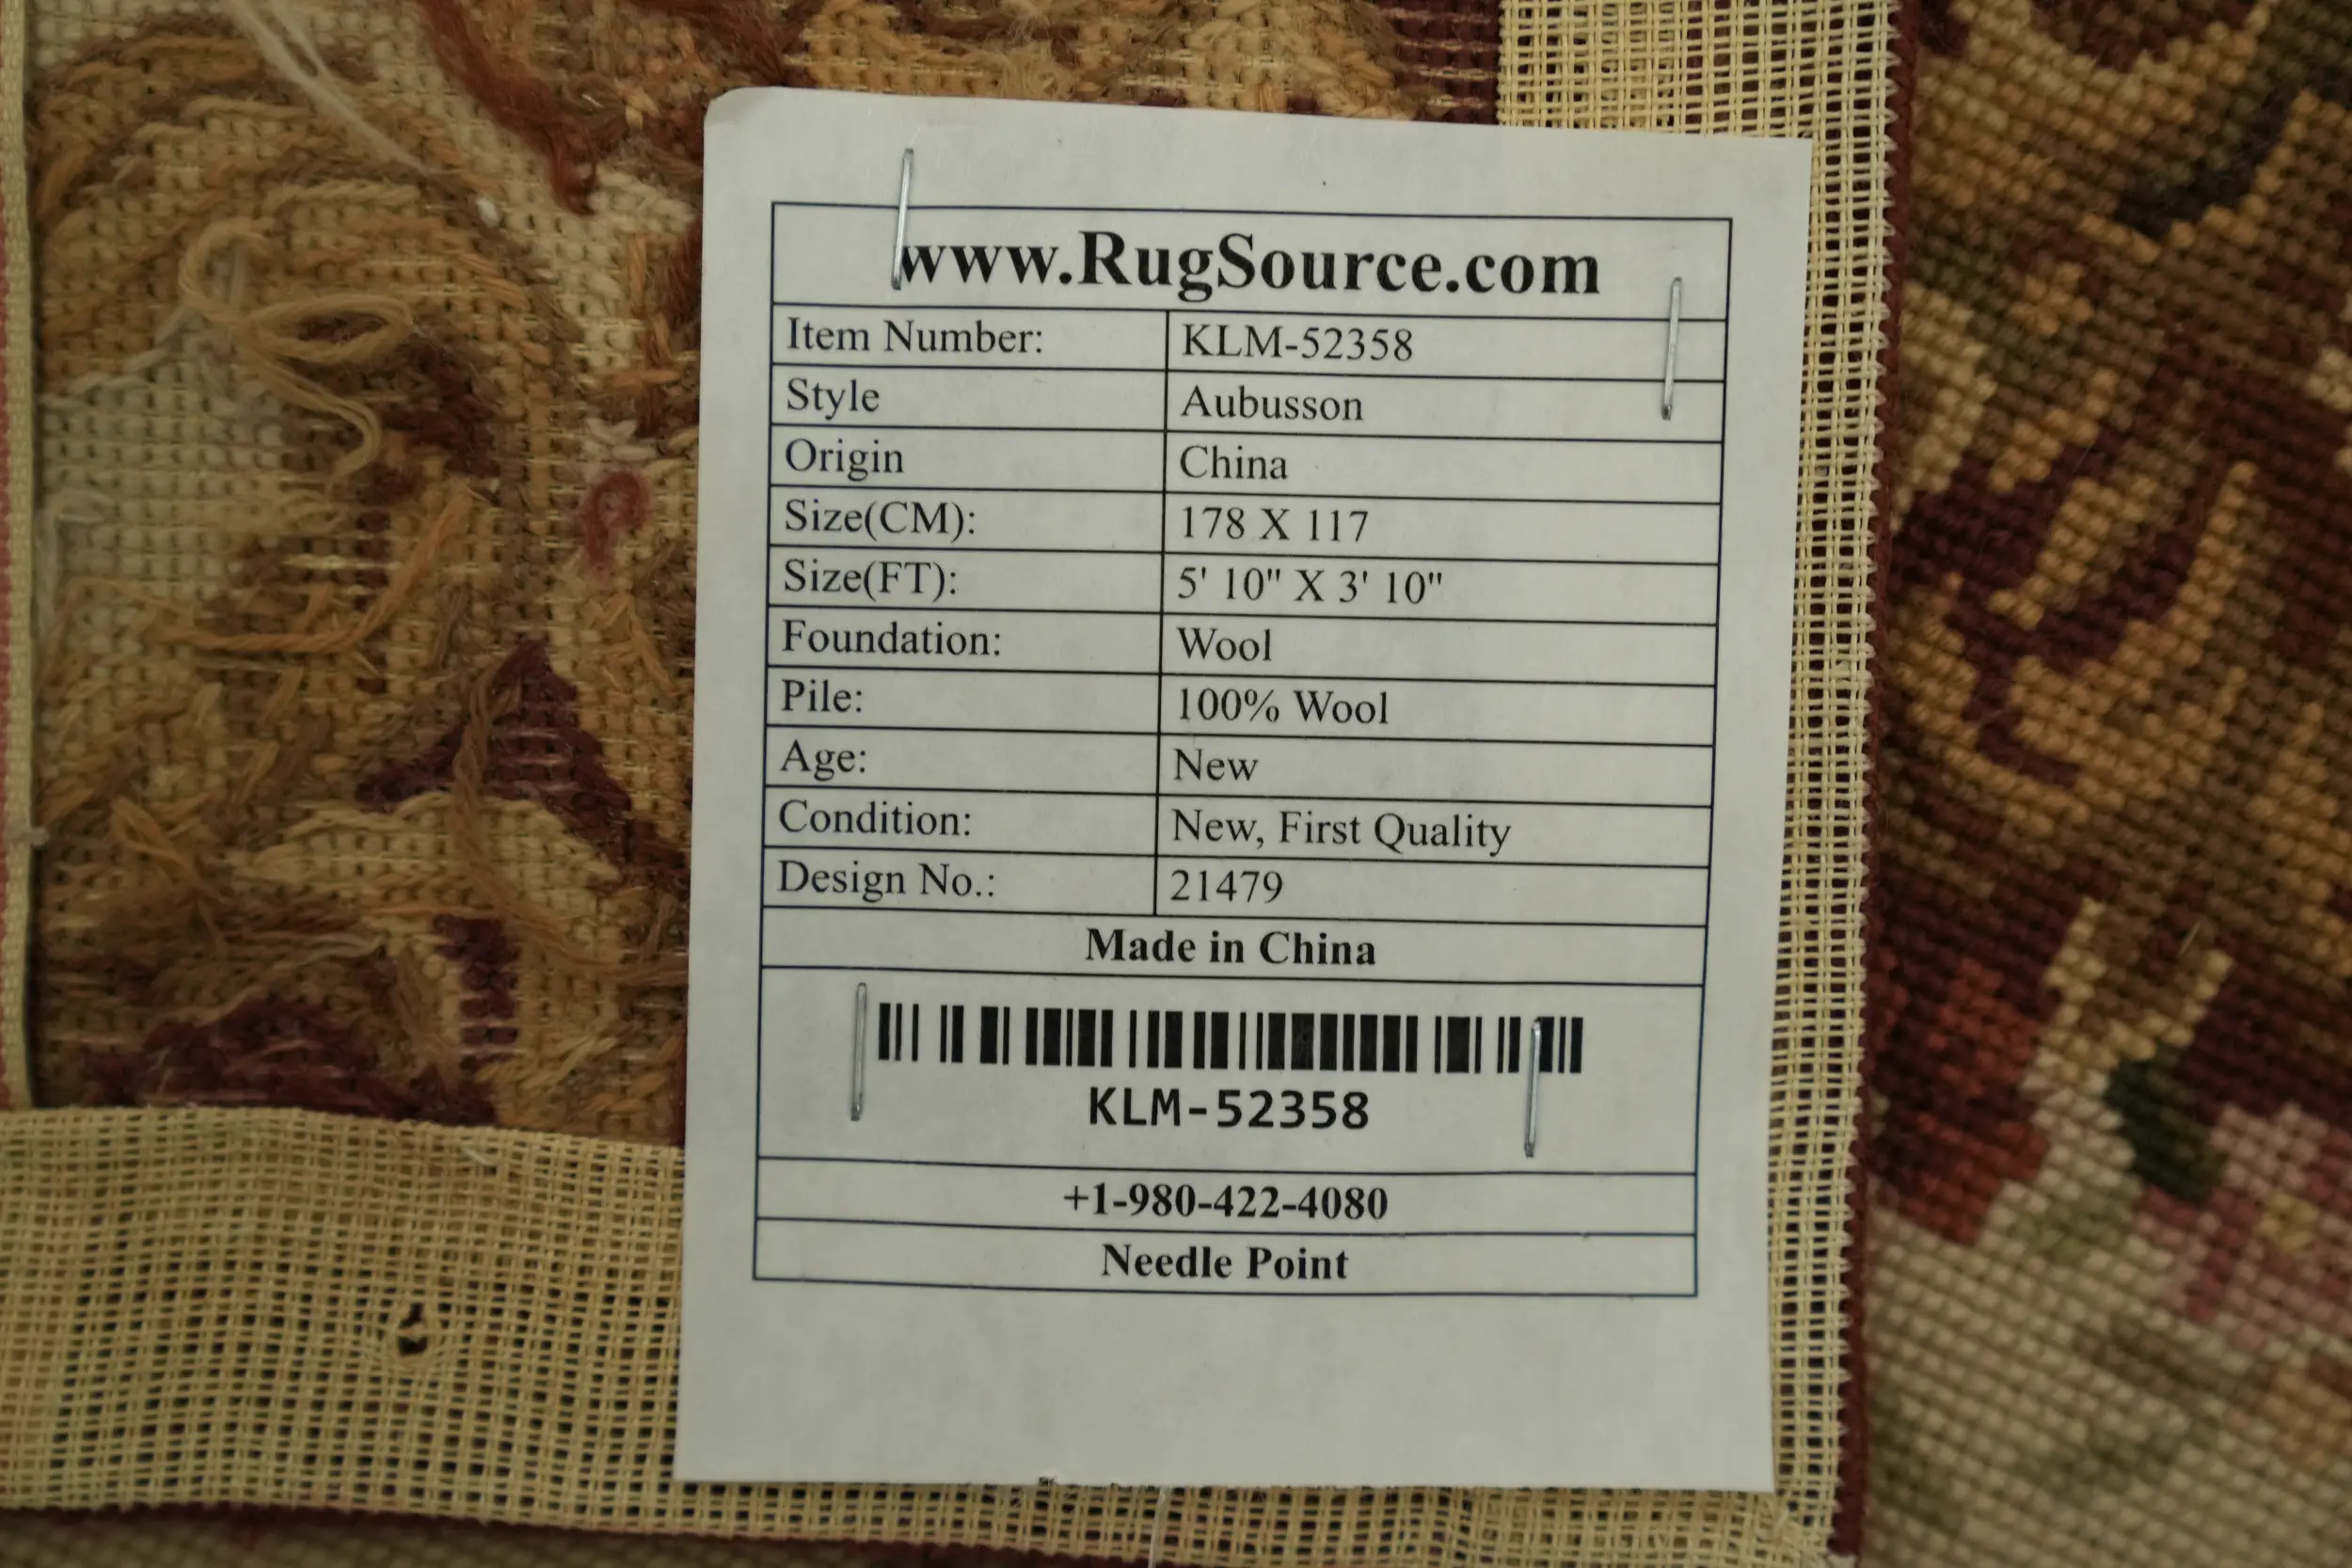 www.RugSource.com
Item Number: KLM-52358
Style Aubusson
Origin China
Size(CM): 178 X 117
Size(FT): 5' 10" X 3' 10"
Foundation: Wool
Pile: 100% Wool
Age: New
Condition: New, First Quality
Design No.: 21479
Made in China
KLM-52358
+1-980-422-4080
Needle Point